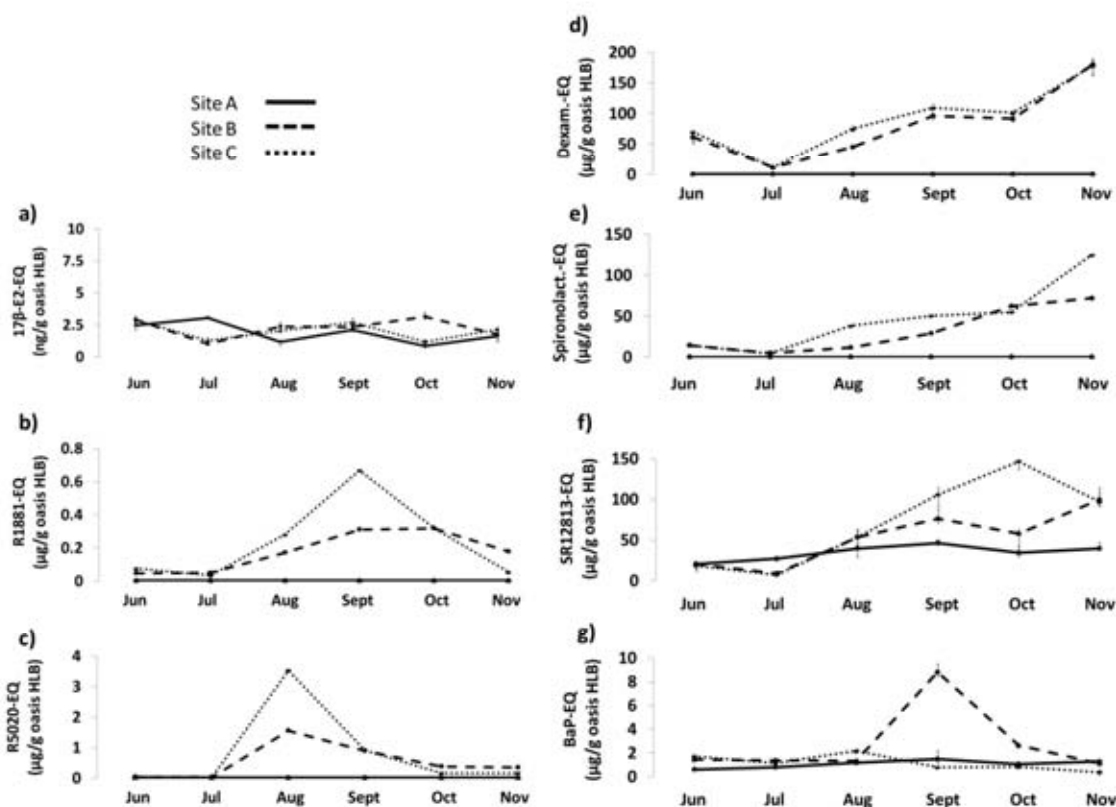 Site A
Site B
Site C
a)
17β-E2-EQ
(ng/g oasis HLB)
10
7.5
5
2.5
0
Jun Jul Aug Sept Oct Nov
b)
R1881-EQ
(µg/g oasis HLB)
0.8
0.6
0.4
0.2
0
Jun Jul Aug Sept Oct Nov
c)
R5020-EQ
(µg/g oasis HLB)
4
3
2
1
0
Jun Jul Aug Sept Oct Nov
d)
Dexam.-EQ
(µg/g oasis HLB)
200
150
100
50
0
Jun Jul Aug Sept Oct Nov
e)
Spironolact.-EQ
(µg/g oasis HLB)
150
100
50
0
Jun Jul Aug Sept Oct Nov
f)
SR12813-EQ
(µg/g oasis HLB)
150
100
50
0
Jun Jul Aug Sept Oct Nov
g)
BaP-EQ
(µg/g oasis HLB)
10
8
6
4
2
0
Jun Jul Aug Sept Oct Nov